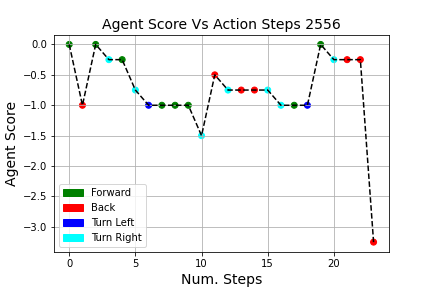 Agent Score Vs Action Steps 2556
Agent Score
0.0
−0.5
−1.0
−1.5
−2.0
−2.5
−3.0
Forward
Back
Turn Left
Turn Right
0 5 10 15 20
Num. Steps